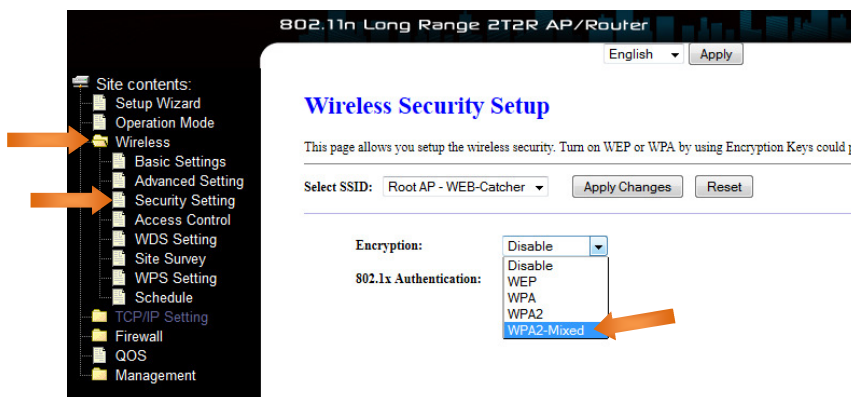 802.11n Long Range 2T2R AP/Router
English Apply
Site contents:
Setup Wizard
Operation Mode
Wireless
Basic Settings
Advanced Setting
Security Setting
Access Control
WDS Setting
Site Survey
WPS Setting
Schedule
TCP/IP Setting
Firewall
QOS
Management
Wireless Security Setup
This page allows you setup the wireless security. Turn on WEP or WPA by using Encryption Keys could
Select SSID: Root AP - WEB-Catcher Apply Changes Reset
Encryption: Disable
Disable
WEP
802.1x Authentication:
WPA
WPA2
WPA2-Mixed